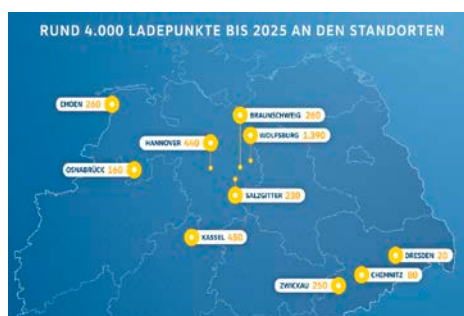 RUND 4.000 LADEPUNKTE BIS 2025 AN DEN STANDORTEN
EMDEN 260
BRAUNSCHWEIG 260
WOLFSBURG 1.390
HANNOVER 440
OSNABRÜCK 160
SALZGITTER 230
KASSEL 450
DRESDEN 20
CHEMNITZ 80
ZWICKAU 250